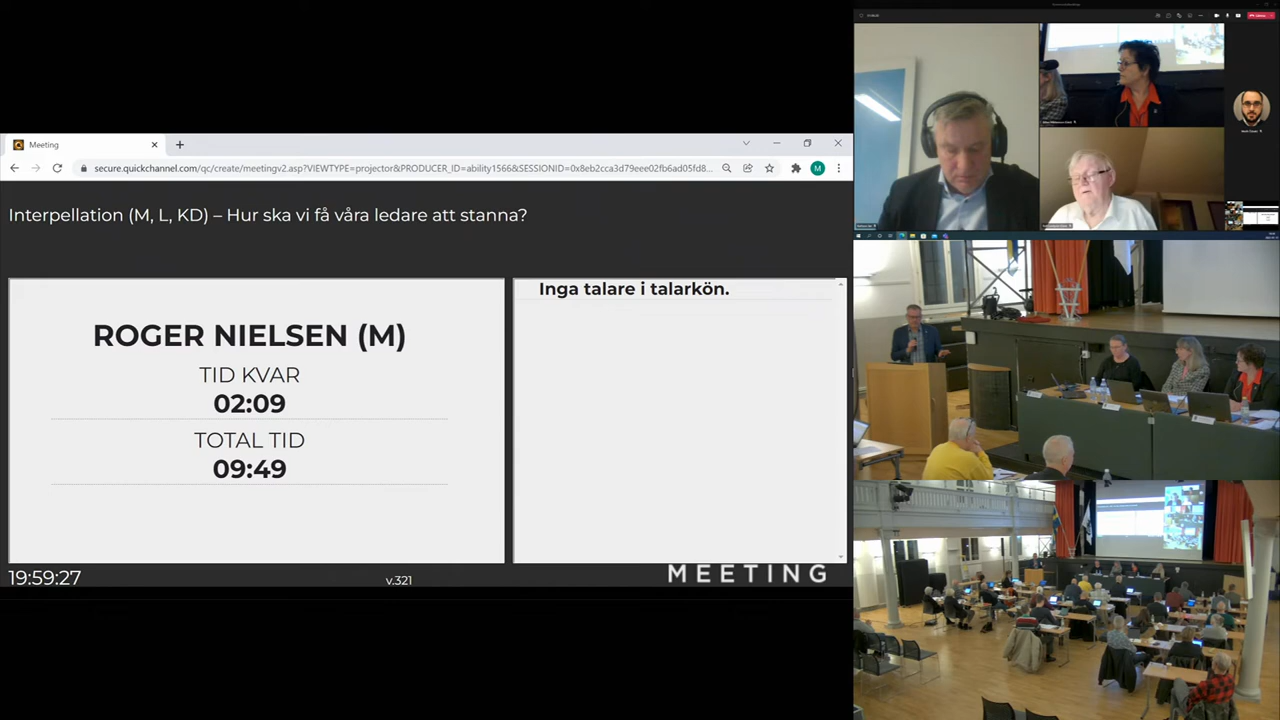 Meeting
secure.quickchannel.com/qc/create/meetingv2.asp?VIEWTYPE=projector&PRODUCER_ID=ability1566&SESSIONID=0x8eb2cca3d79eee02fb6ad05fd8...
M
Interpellation (M, L, KD) – Hur ska vi få våra ledare att stanna?
ROGER NIELSEN (M)
TID KVAR
02:09
TOTAL TID
09:49
Inga talare i talarkön.
19:59:27
v.321
MEETING